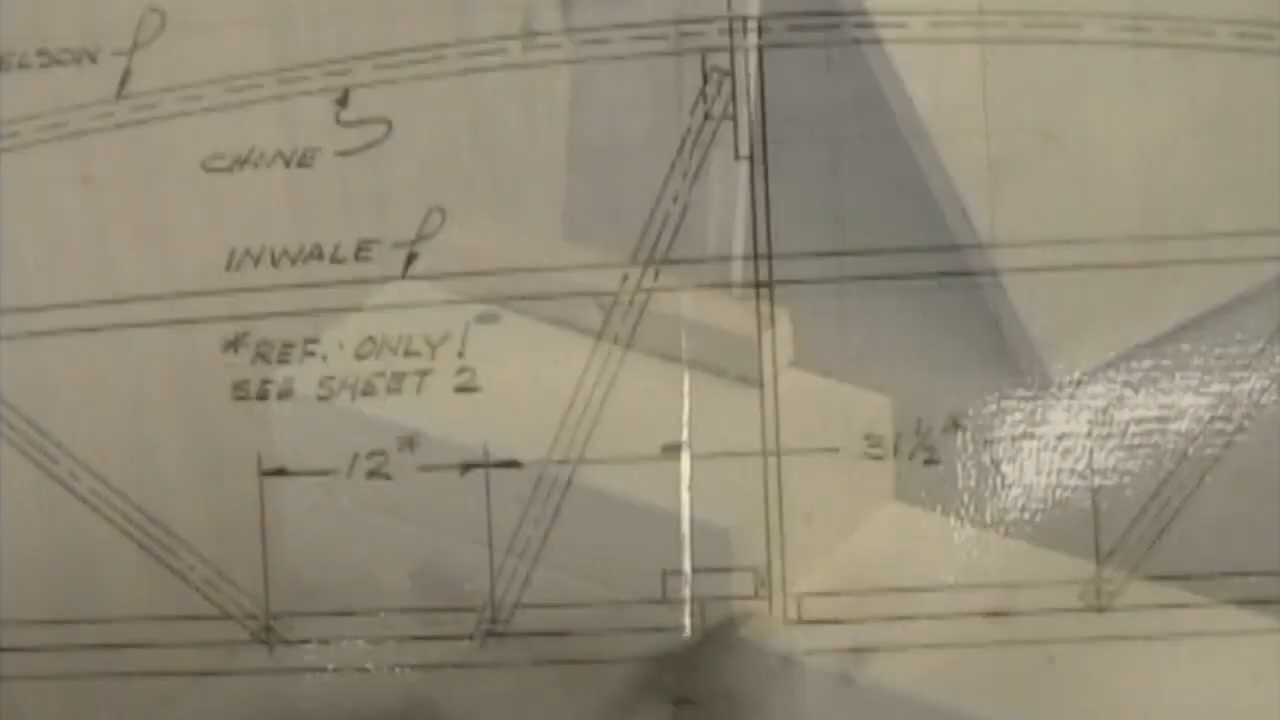 ELSON
CHINE
INWALE
*REF. ONLY!
SEE SHEET 2
12*
31½*